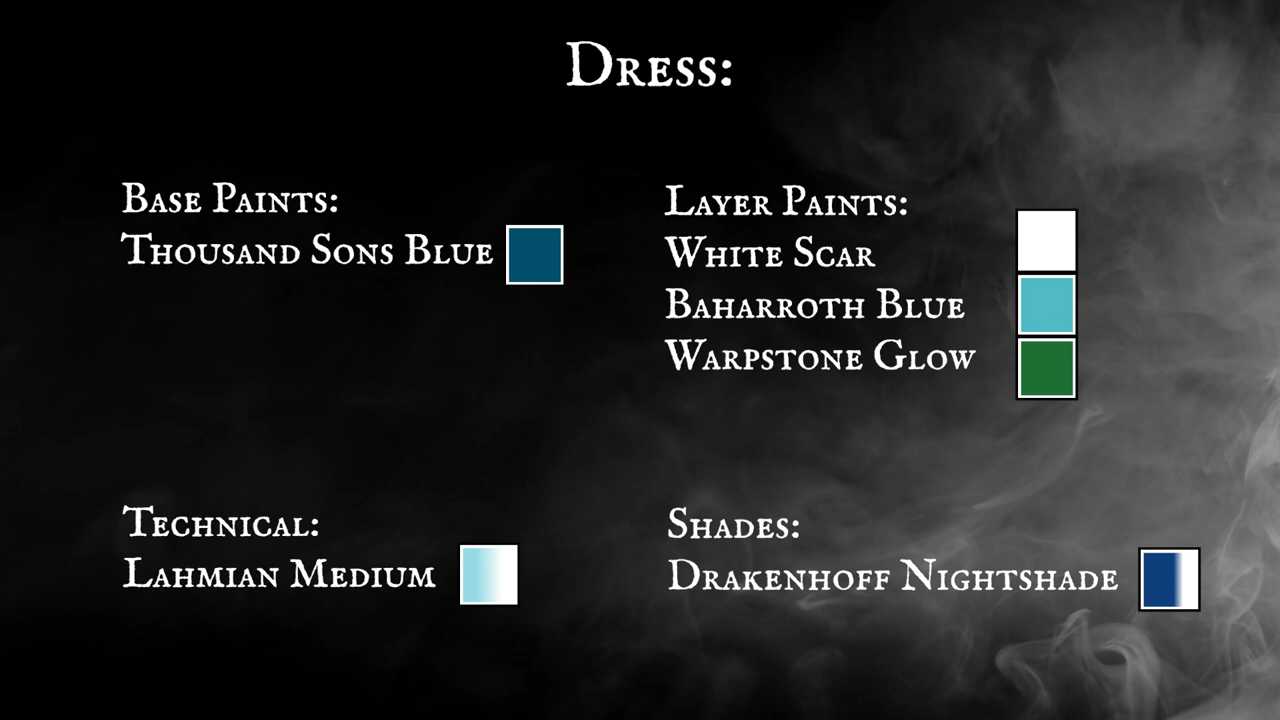 Dress:
Base Paints:
Thousand Sons Blue
Layer Paints:
White Scar
Baharroth Blue
Warpstone Glow
Technical:
Lahmian Medium
Shades:
Drakenhoff Nightshade